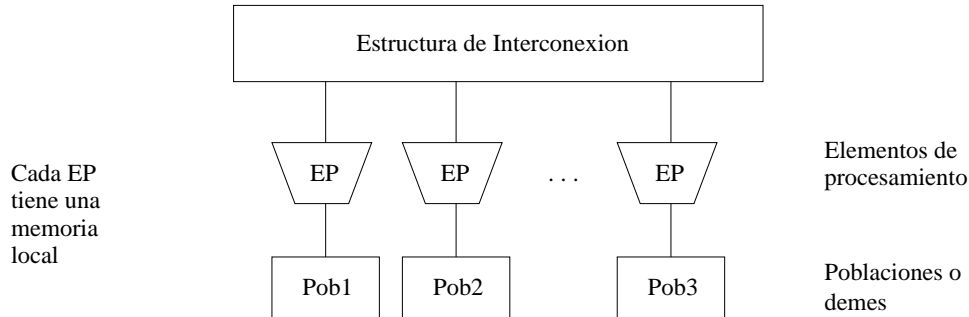 Estructura de Interconexion
Cada EP
tiene una
memoria
local
EP
EP
. . .
EP
Elementos de
procesamiento
Pob1
Pob2
Pob3
Poblaciones o
demes